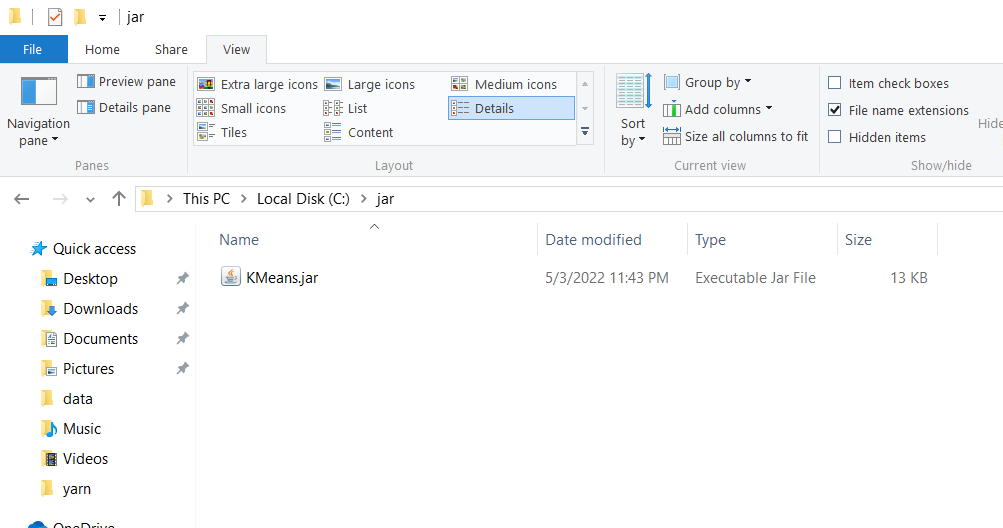 jar
File Home Share View
Navigation pane
Preview pane
Details pane
Panes
Extra large icons Large icons Medium icons
Small icons List Details
Tiles Content
Layout
Sort by
Group by
Add columns
Size all columns to fit
Current view
Item check boxes
File name extensions
Hidden items
Hide
Show/hide
This PC Local Disk (C:) jar
Name Date modified Type Size
KMeans.jar 5/3/2022 11:43 PM Executable Jar File 13 KB
Quick access
Desktop
Downloads
Documents
Pictures
data
Music
Videos
yarn
OneDrive